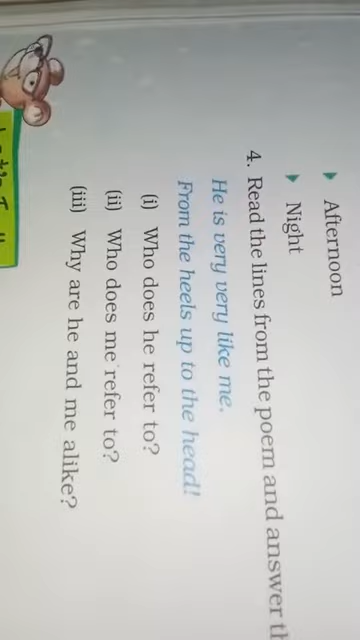 Afternoon
Night
4. Read the lines from the poem and answer
He is very very like me.
From the heels up to the head!
(i) Who does he refer to?
(ii) Who does me refer to?
(iii) Why are he and me alike?